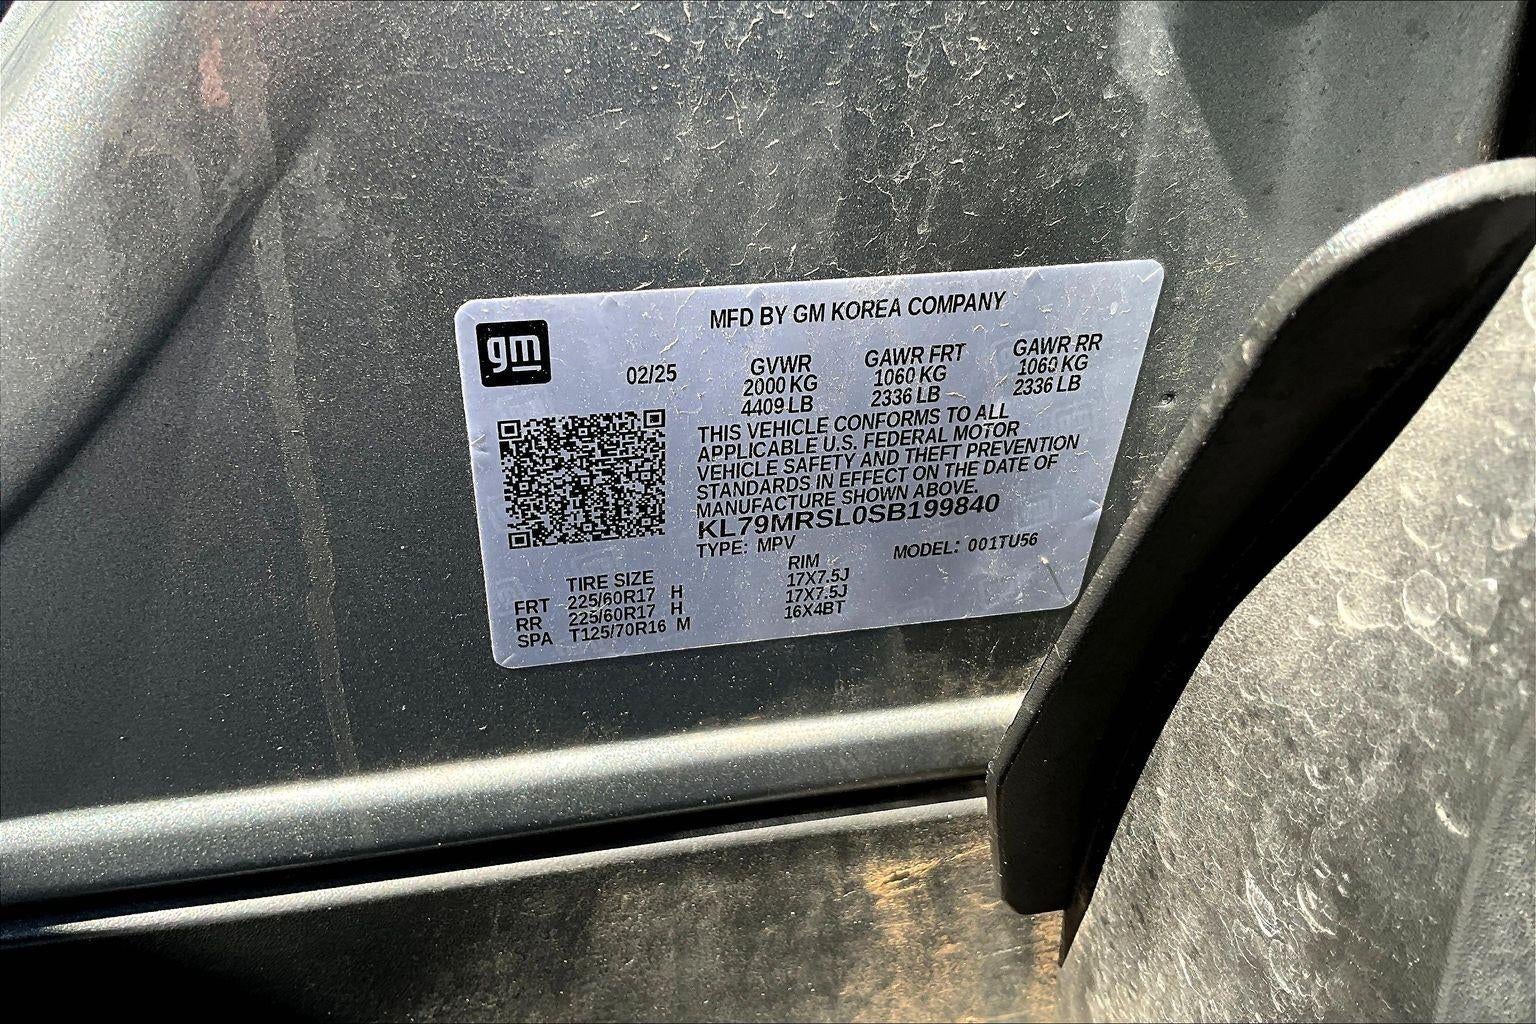 MFD BY GM KOREA COMPANY
gm
02/25
GVWR GAWR FRT GAWR RR
2000 KG 1060 KG 1060 KG
4409 LB 2336 LB 2336 LB
THIS VEHICLE CONFORMS TO ALL
APPLICABLE U.S. FEDERAL MOTOR
VEHICLE SAFETY AND THEFT PREVENTION
STANDARDS IN EFFECT ON THE DATE OF
MANUFACTURE SHOWN ABOVE.
KL79MRSL0SB199840
TYPE: MPV MODEL: 001TU56
TIRE SIZE RIM
FRT 225/60R17 H 17X7.5J
RR 225/60R17 H 17X7.5J
SPA T125/70R16 M 16X4BT